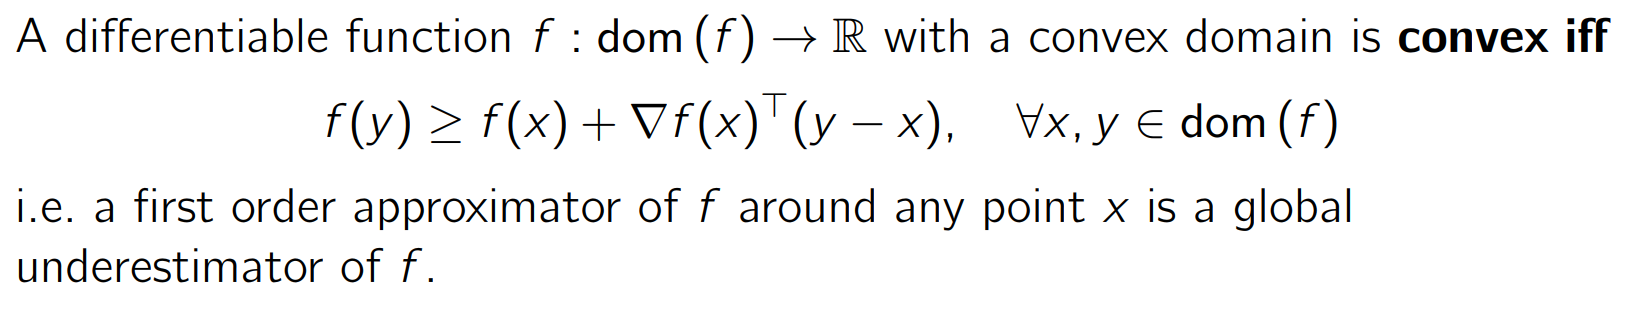 A differentiable function f : dom (f) → ℝ with a convex domain is convex iff
f(y) ≥ f(x) + ∇f(x)⊤(y − x), ∀x, y ∈ dom (f)
i.e. a first order approximator of f around any point x is a global
underestimator of f.